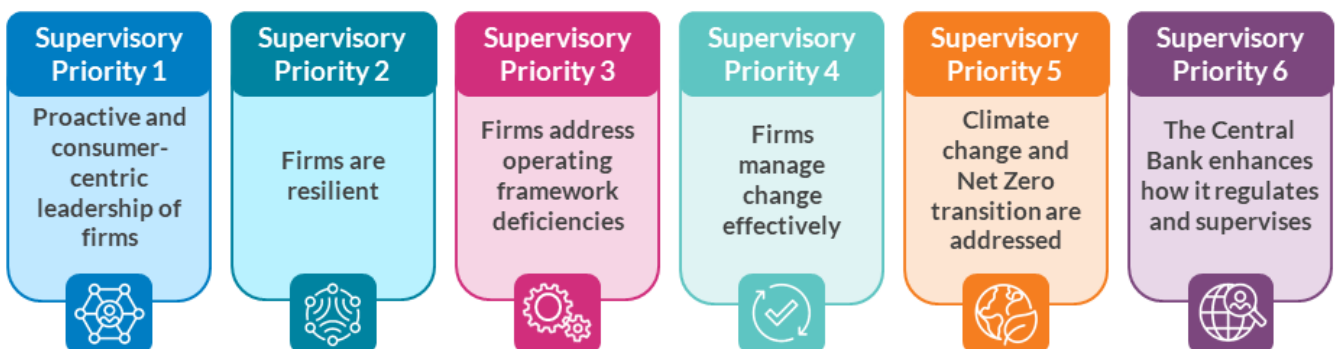 Supervisory
Priority 1
Proactive and
consumer-
centric
leadership of
firms
Supervisory
Priority 2
Firms are
resilient
Supervisory
Priority 3
Firms address
operating
framework
deficiencies
Supervisory
Priority 4
Firms
manage
change
effectively
Supervisory
Priority 5
Climate
change and
Net Zero
transition are
addressed
Supervisory
Priority 6
The Central
Bank enhances
how it regulates
and supervises